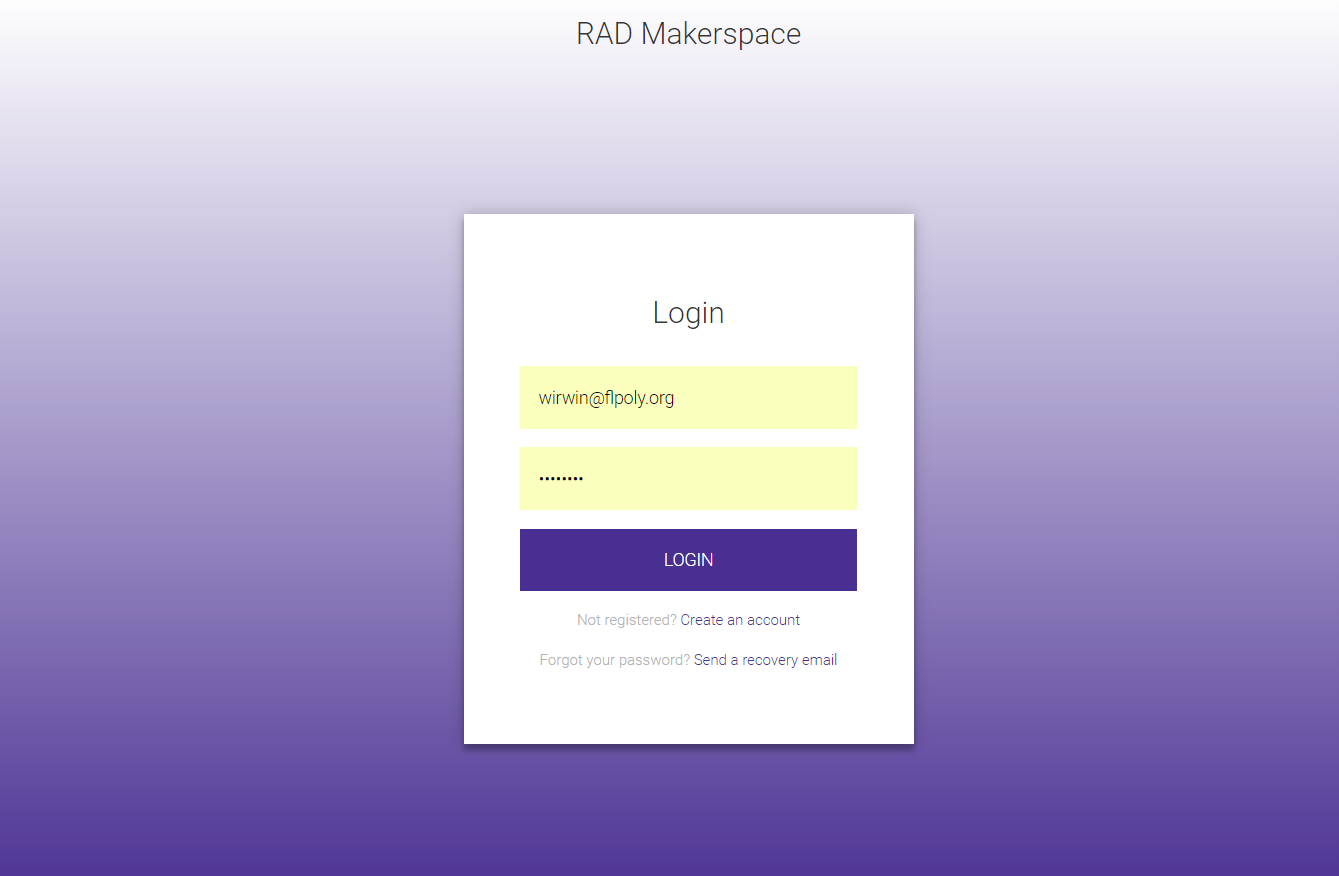 RAD Makerspace
Login
wirwin@flpoly.org
••••••••
LOGIN
Not registered? Create an account
Forgot your password? Send a recovery email